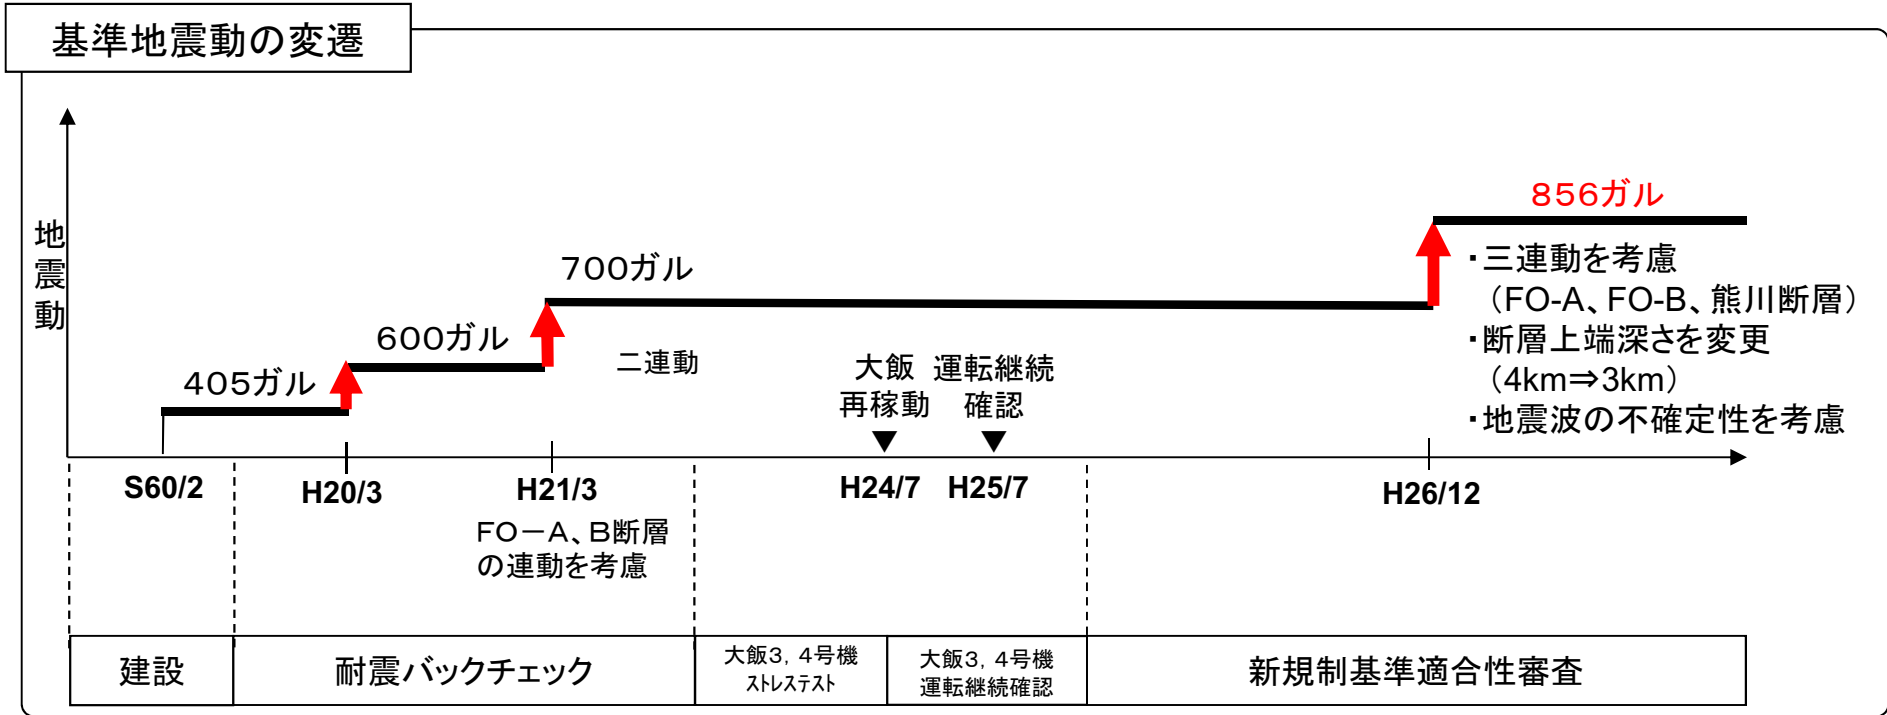 基準地震動の変遷
地震動
405ガル
600ガル
700ガル
856ガル
二連動
大飯
再稼動
運転継続
確認
・三連動を考慮
（FO-A、FO-B、熊川断層）
・断層上端深さを変更
（4km⇒3km）
・地震波の不確定性を考慮
S60/2
H20/3
H21/3
H24/7
H25/7
H26/12
FO－A、B断層
の連動を考慮
建設
耐震バックチェック
大飯3，4号機
ｽﾄﾚｽﾃｽﾄ
大飯3，4号機
運転継続確認
新規制基準適合性審査